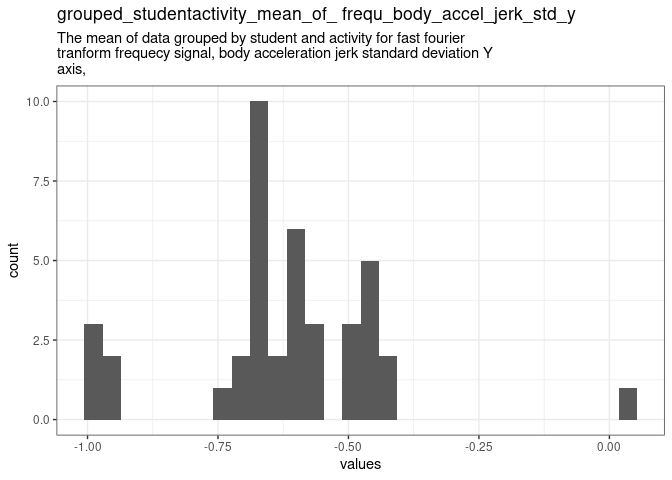 grouped_studentactivity_mean_of_ frequ_body_accel_jerk_std_y
The mean of data grouped by student and activity for fast fourier
tranform frequecy signal, body acceleration jerk standard deviation Y
axis,
10.0
7.5
5.0
2.5
0.0
count
-1.00
-0.75
-0.50
-0.25
0.00
values